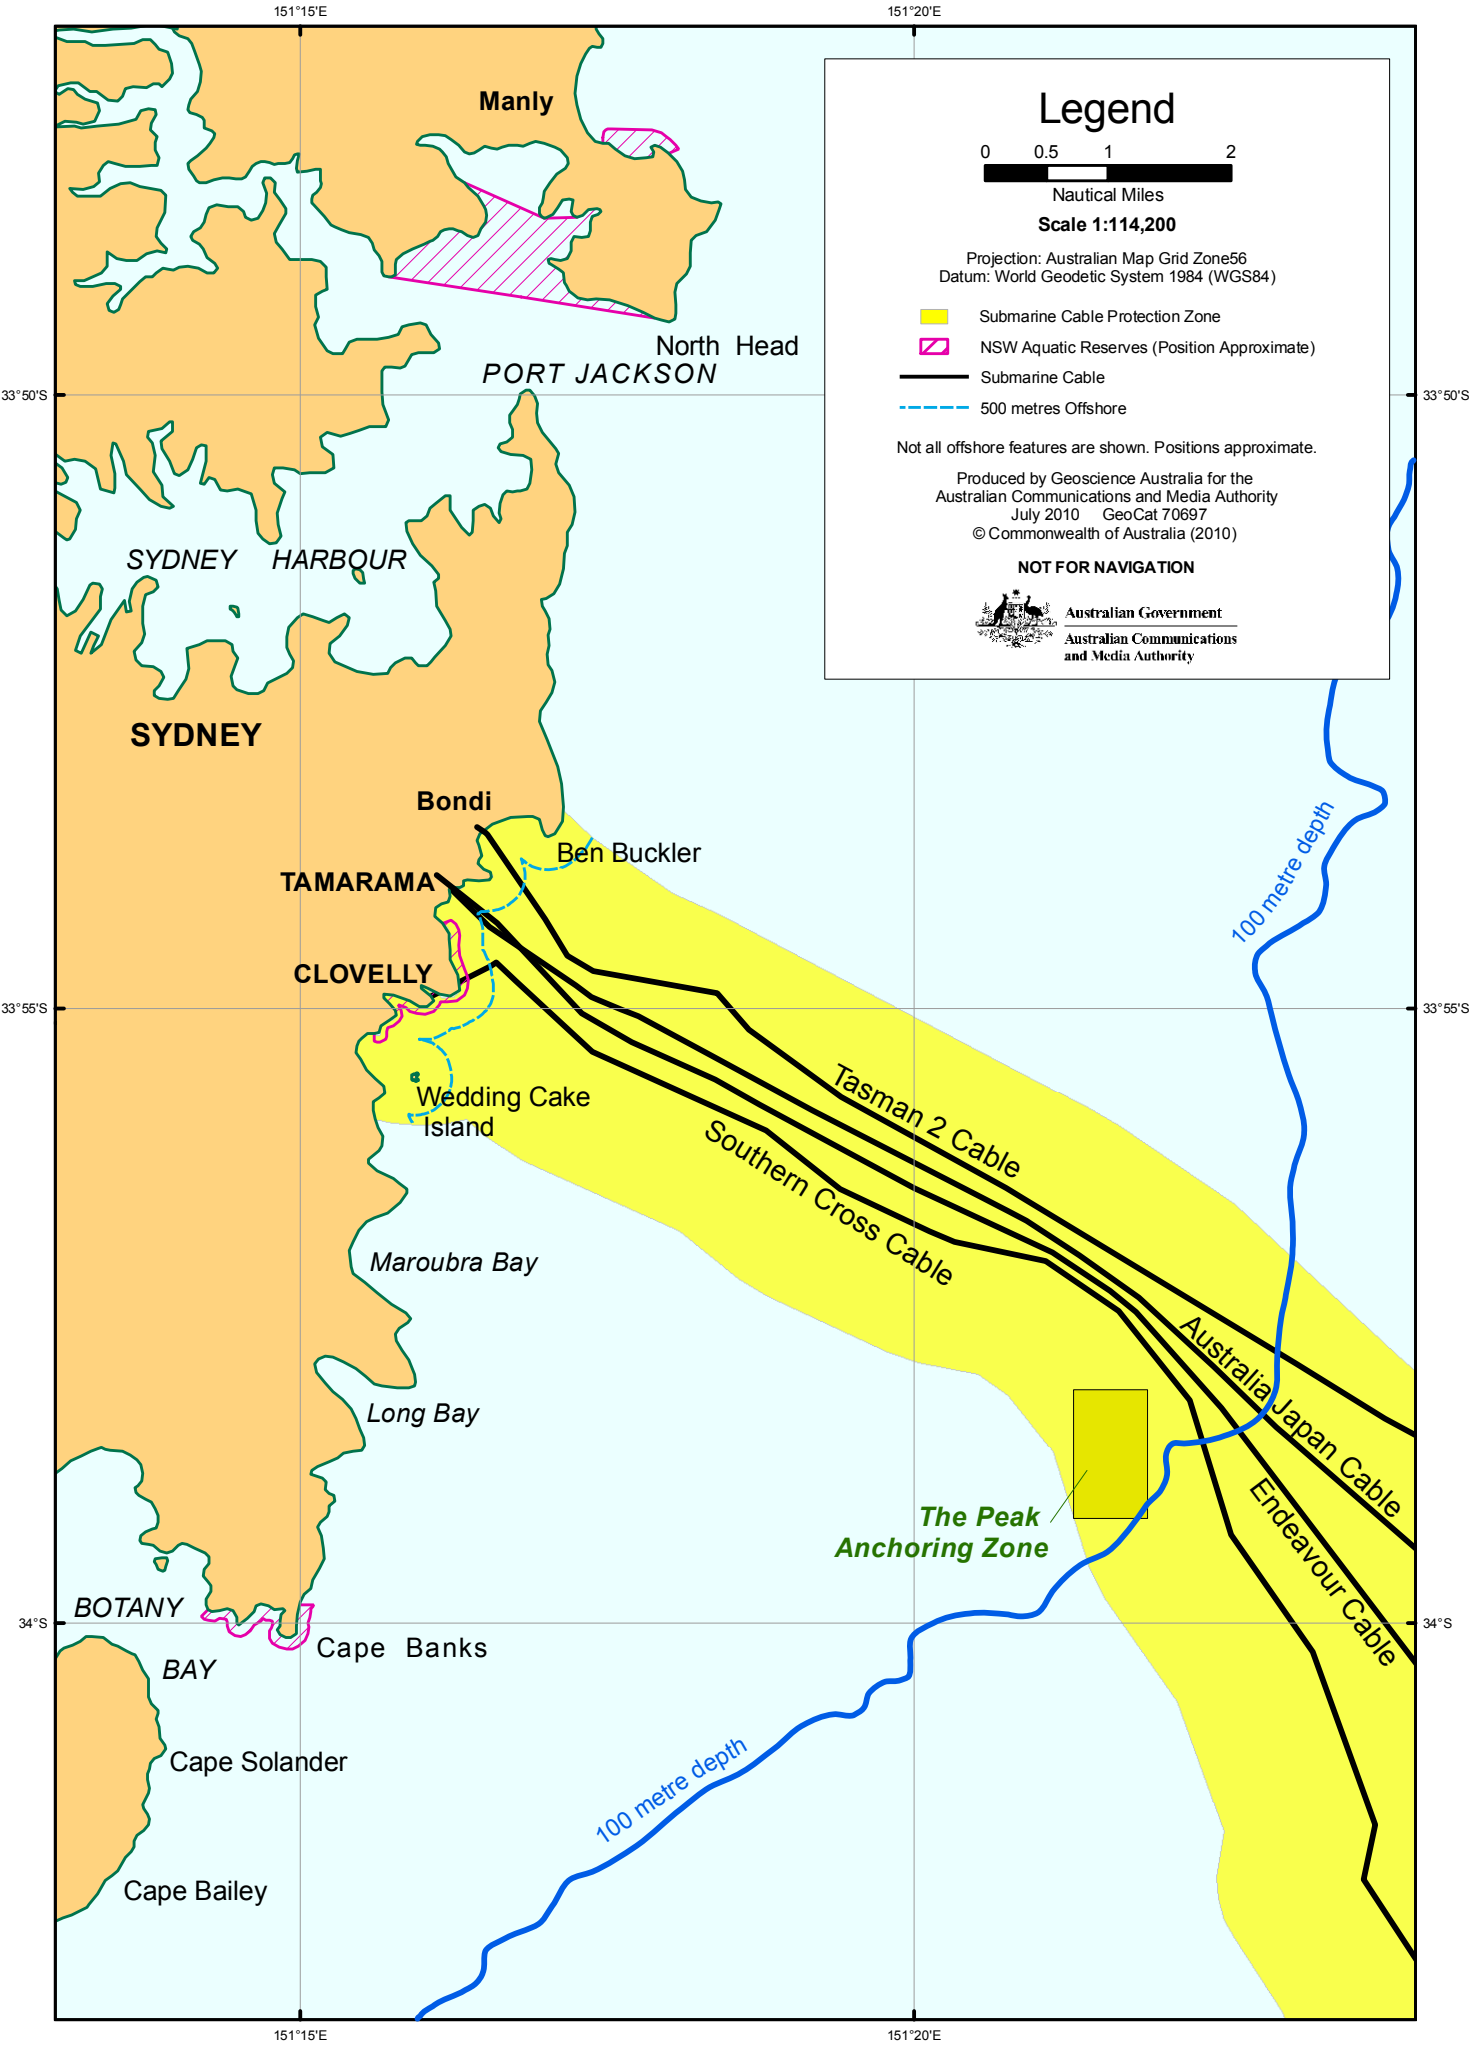 151°15'E
151°20'E
Manly
Legend
0 0.5 1 2
Nautical Miles
Scale 1:114,200
Projection: Australian Map Grid Zone56
Datum: World Geodetic System 1984 (WGS84)
Submarine Cable Protection Zone
NSW Aquatic Reserves (Position Approximate)
Submarine Cable
500 metres Offshore
Not all offshore features are shown. Positions approximate.
Produced by Geoscience Australia for the
Australian Communications and Media Authority
July 2010 GeoCat 70697
© Commonwealth of Australia (2010)
NOT FOR NAVIGATION
Australian Government
Australian Communications
and Media Authority
North Head
PORT JACKSON
33°50'S
33°50'S
SYDNEY HARBOUR
SYDNEY
Bondi
Ben Buckler
TAMARAMA
100 metre depth
CLOVELLY
33°55'S
33°55'S
Wedding Cake
Island
Tasman 2 Cable
Southern Cross Cable
Maroubra Bay
Australia Japan Cable
Long Bay
Endeavour Cable
The Peak
Anchoring Zone
BOTANY
BAY
34°S
34°S
Cape Banks
Cape Solander
100 metre depth
Cape Bailey
151°15'E
151°20'E